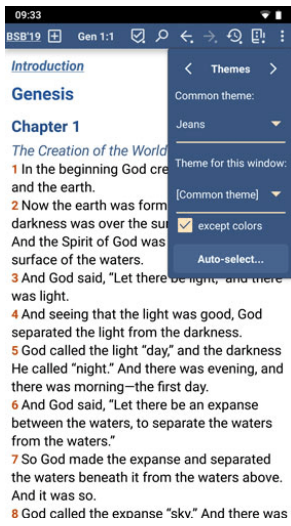 09:33
BSB'19 Gen 1:1
Introduction
Genesis
Chapter 1
The Creation of the World
1 In the beginning God cre
and the earth.
2 Now the earth was form
darkness was over the su
And the Spirit of God was
surface of the waters.
3 And God said, “Let there be light,” and there
was light.
4 And seeing that the light was good, God
separated the light from the darkness.
5 God called the light “day,” and the darkness
He called “night.” And there was evening, and
there was morning—the first day.
6 And God said, “Let there be an expanse
between the waters, to separate the waters
from the waters.”
7 So God made the expanse and separated
the waters beneath it from the waters above.
And it was so.
8 God called the expanse “sky.” And there was
Themes
Common theme:
Jeans
Theme for this window:
[Common theme]
except colors
Auto-select...